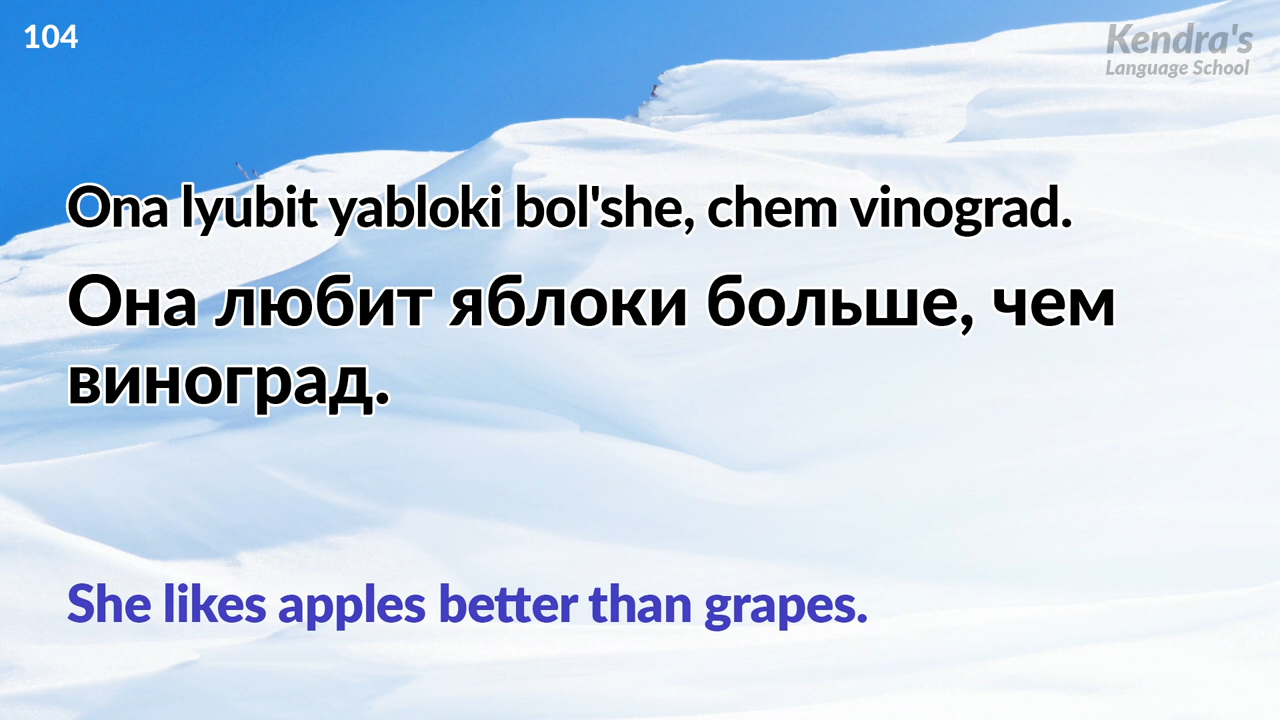 104
Kendra's
Language School
Ona lyubit yabloki bol'she, chem vinograd.
Она любит яблоки больше, чем
виноград.
She likes apples better than grapes.